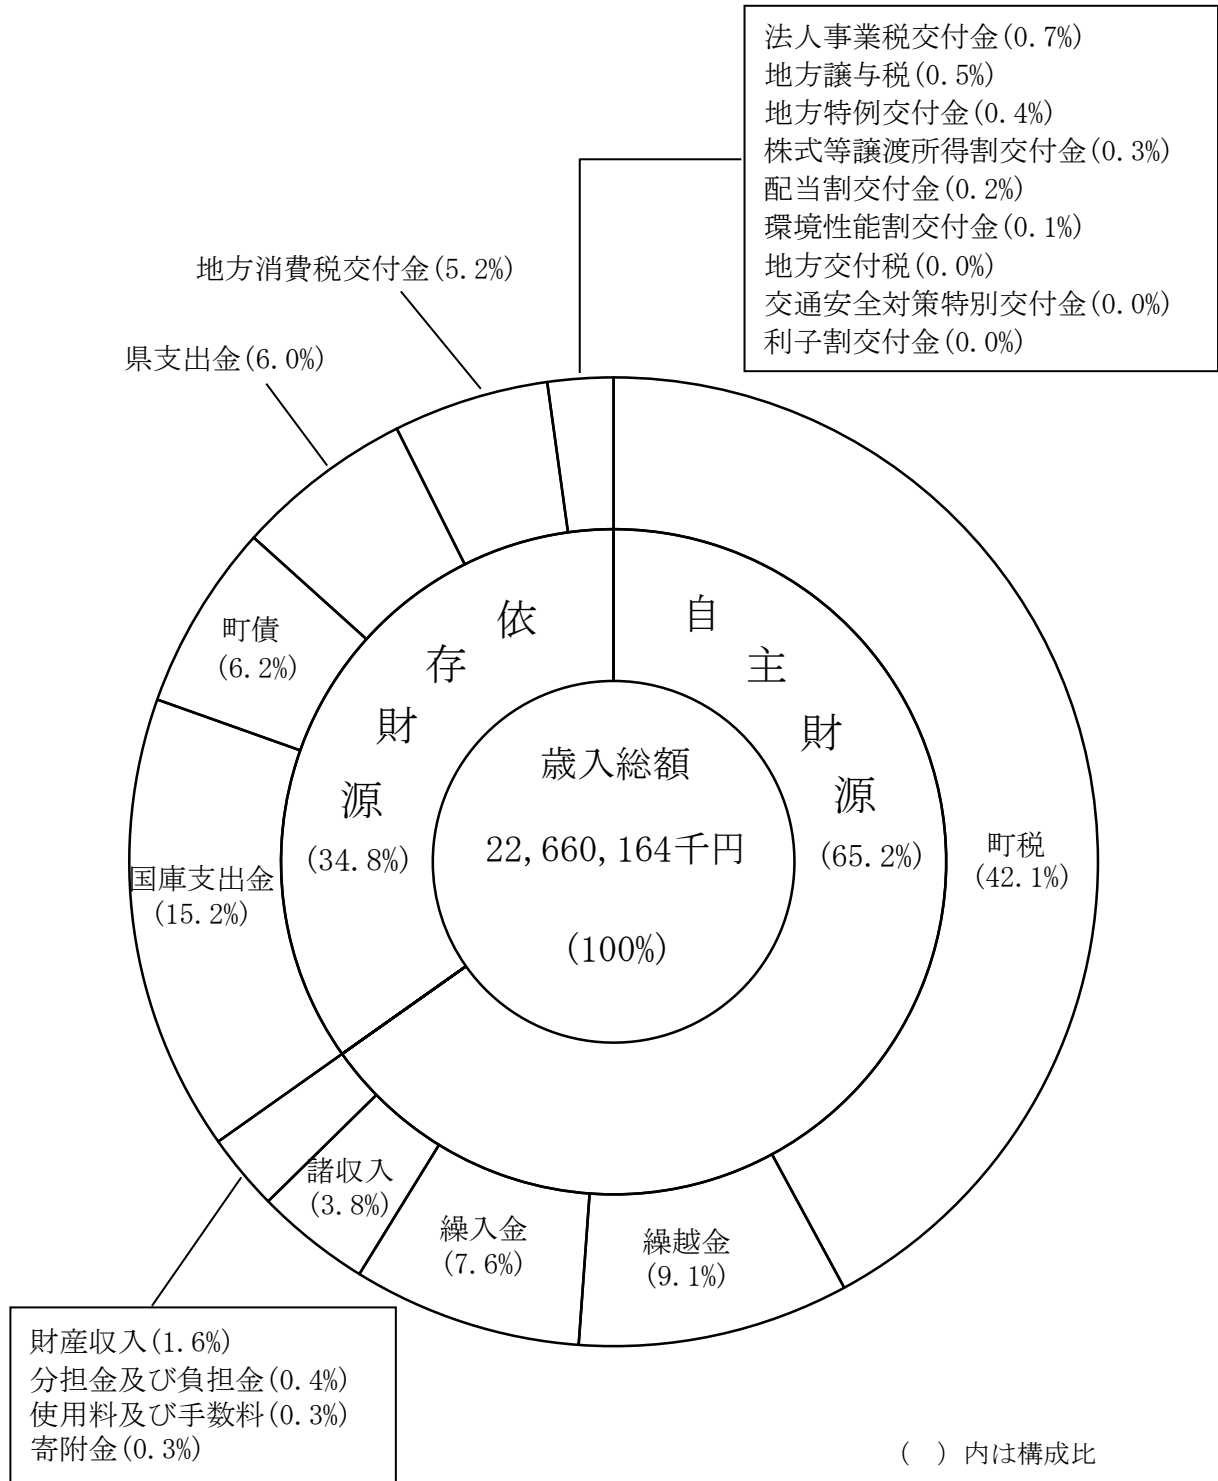 法人事業税交付金(0.7%)
地方譲与税(0.5%)
地方特例交付金(0.4%)
株式等譲渡所得割交付金(0.3%)
配当割交付金(0.2%)
環境性能割交付金(0.1%)
地方交付税(0.0%)
交通安全対策特別交付金(0.0%)
利子割交付金(0.0%)
地方消費税交付金(5.2%)
県支出金(6.0%)
町債
(6.2%)
国庫支出金
(15.2%)
依存財源
(34.8%)
自主財源
(65.2%)
歳入総額
22,660,164千円
(100%)
町税
(42.1%)
諸収入
(3.8%)
繰入金
(7.6%)
繰越金
(9.1%)
財産収入(1.6%)
分担金及び負担金(0.4%)
使用料及び手数料(0.3%)
寄附金(0.3%)
(　)内は構成比